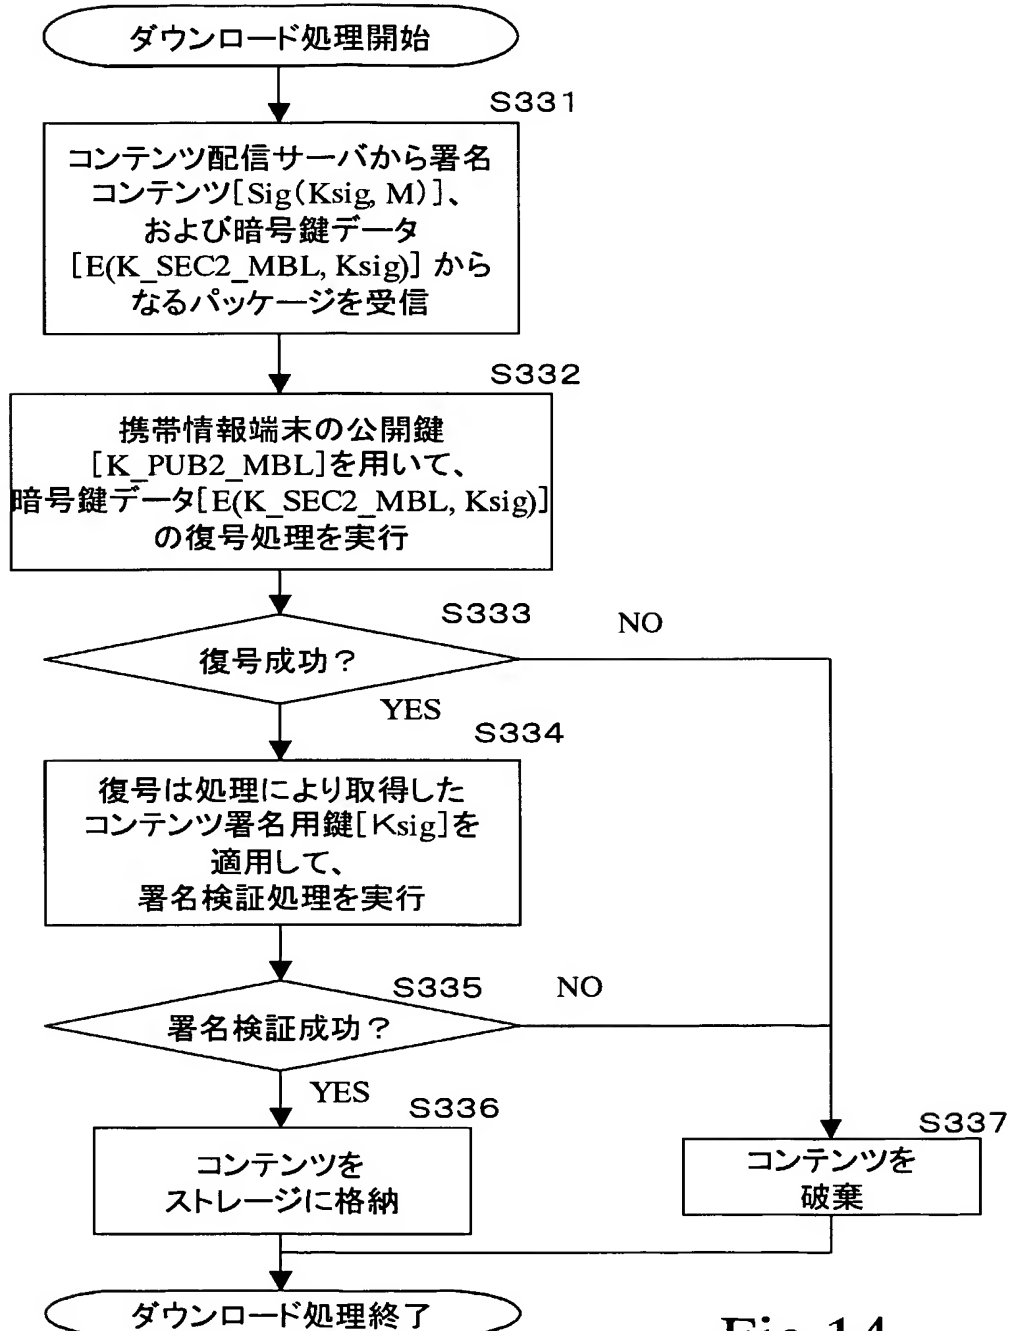 ダウンロード処理開始
S331
コンテンツ配信サーバから署名
コンテンツ[Sig(Ksig, M)]、
および暗号鍵データ
[E(K_SEC2_MBL, Ksig)] から
なるパッケージを受信
S332
携帯情報端末の公開鍵
[K_PUB2_MBL]を用いて、
暗号鍵データ[E(K_SEC2_MBL, Ksig)]
の復号処理を実行
S333
NO
復号成功？
YES
S334
復号は処理により取得した
コンテンツ署名用鍵[Ksig]を
適用して、
署名検証処理を実行
S335
NO
署名検証成功？
YES
S336
コンテンツを
ストレージに格納
S337
コンテンツを
破棄
ダウンロード処理終了
Fig.14